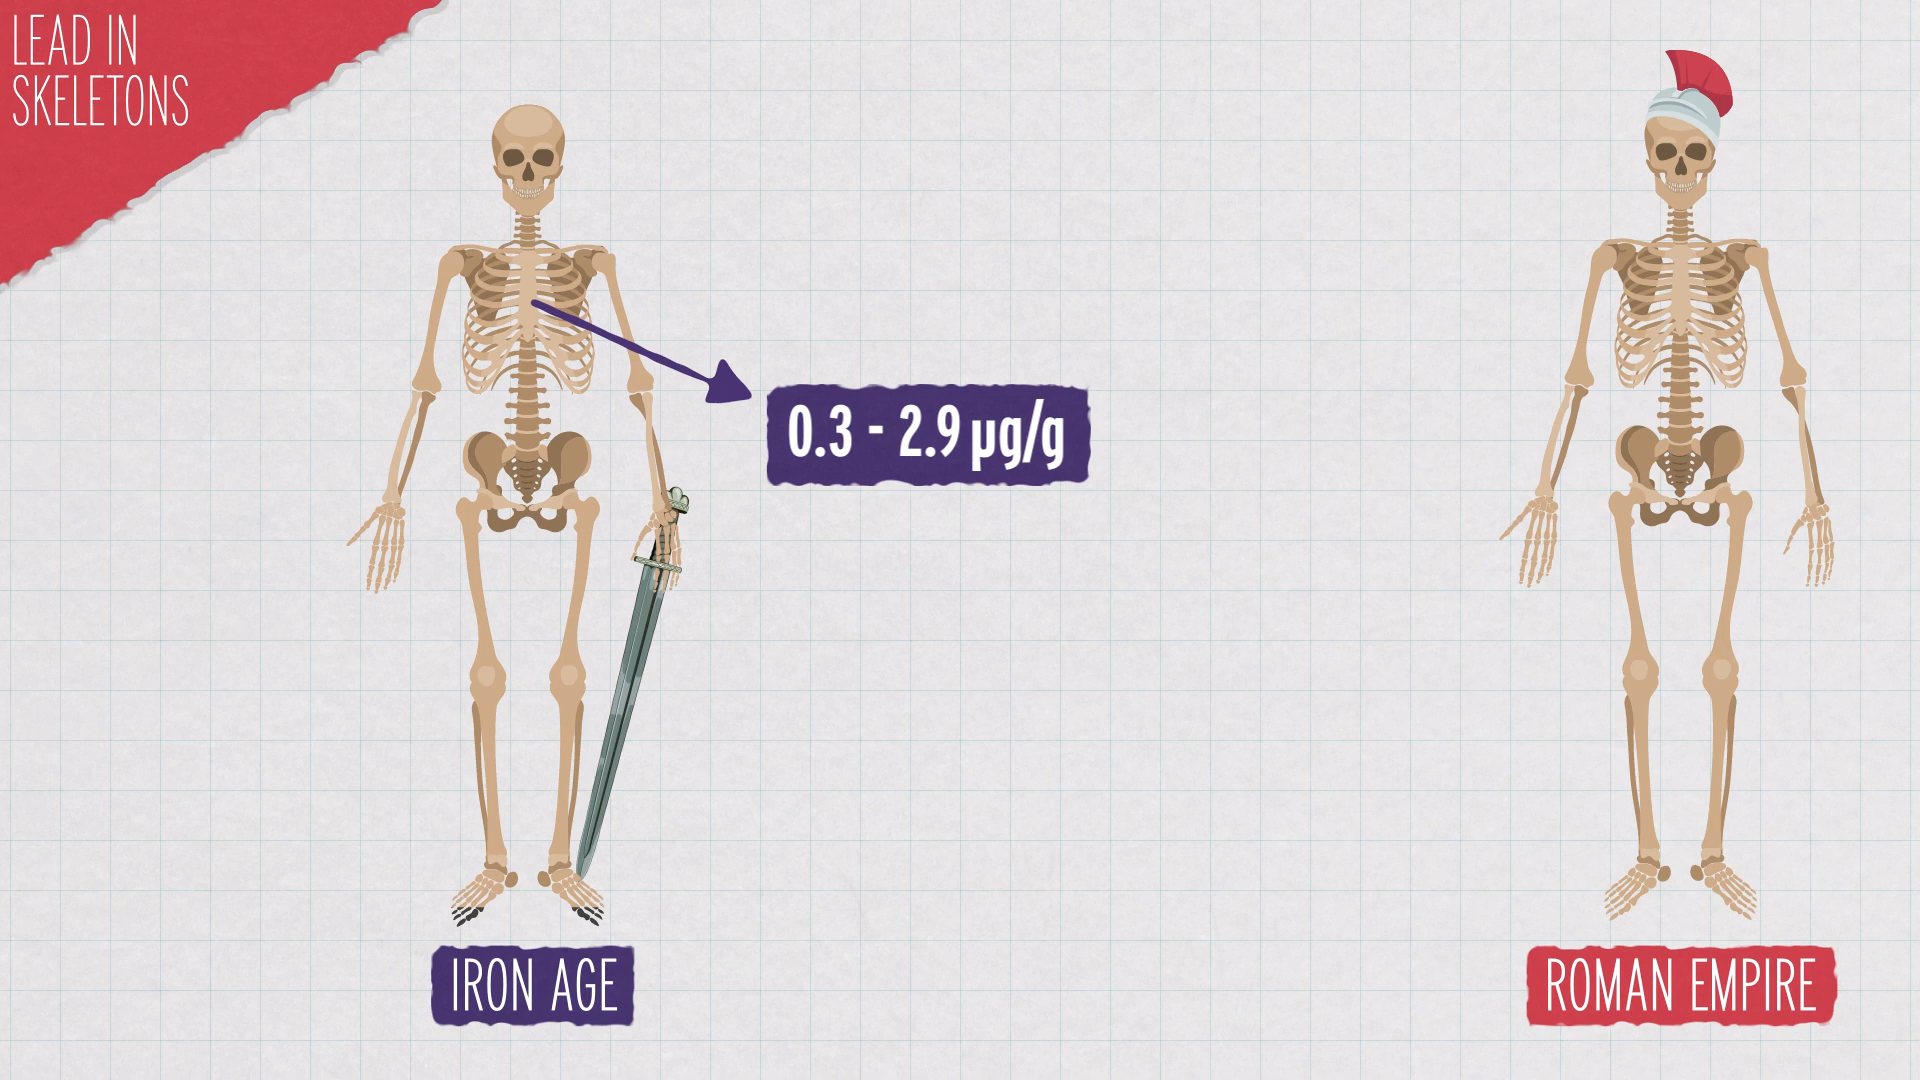 LEAD IN
SKELETONS
0.3 - 2.9 µg/g
IRON AGE
ROMAN EMPIRE